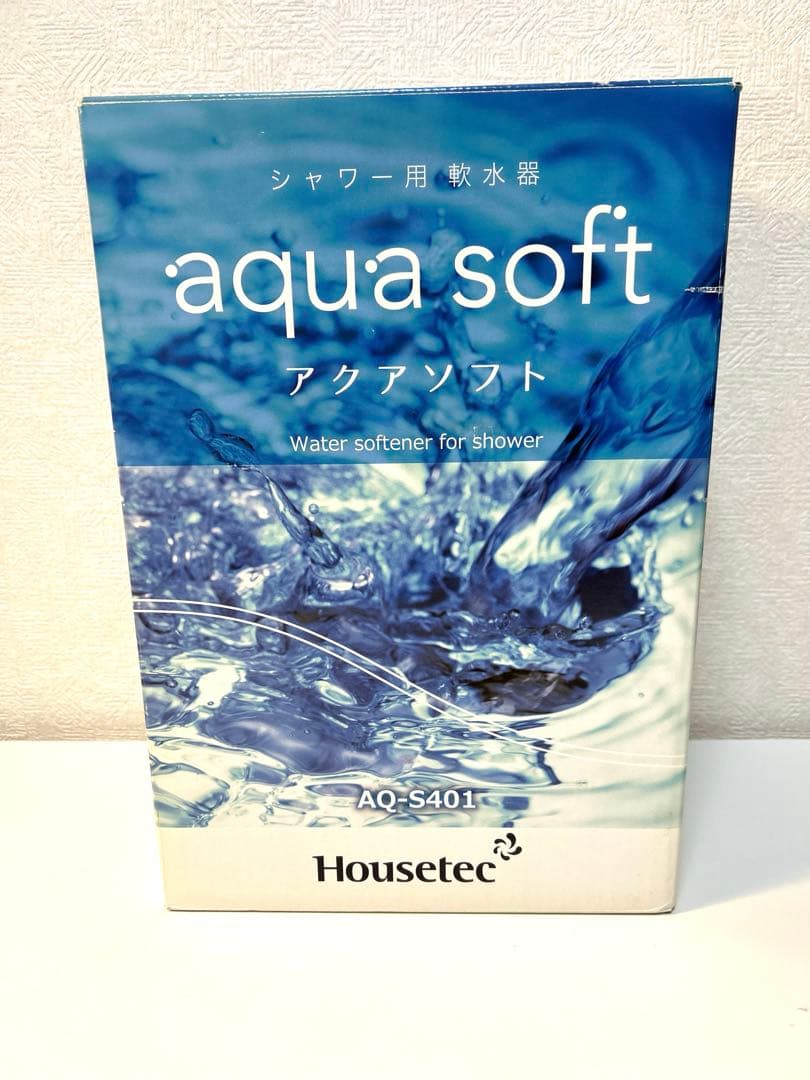 シャワー用 軟水器
aqua soft
アクアソフト
Water softener for shower
AQ-S401
Housetec